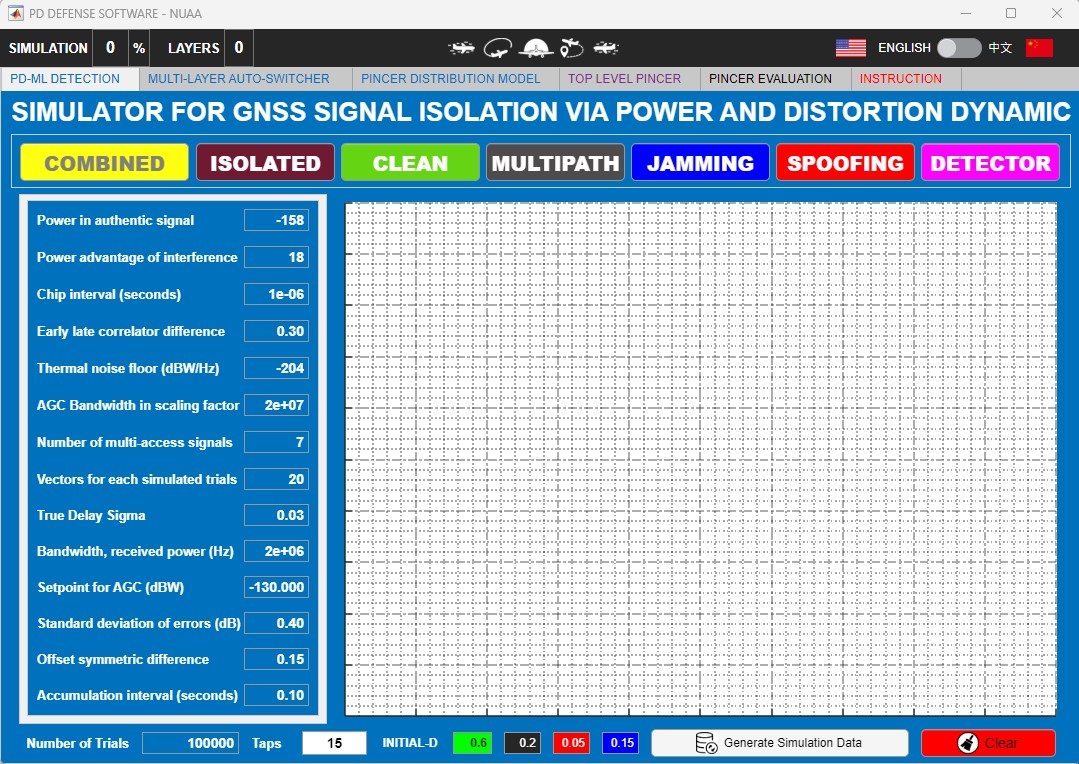 PD DEFENSE SOFTWARE - NUAA
SIMULATION 0 % LAYERS 0 ENGLISH 中文
PD-ML DETECTION MULTI-LAYER AUTO-SWITCHER PINCER DISTRIBUTION MODEL TOP LEVEL PINCER PINCER EVALUATION INSTRUCTION
SIMULATOR FOR GNSS SIGNAL ISOLATION VIA POWER AND DISTORTION DYNAMIC
COMBINED ISOLATED CLEAN MULTIPATH JAMMING SPOOFING DETECTOR
Power in authentic signal -158
Power advantage of interference 18
Chip interval (seconds) 1e-06
Early late correlator difference 0.30
Thermal noise floor (dBW/Hz) -204
AGC Bandwidth in scaling factor 2e+07
Number of multi-access signals 7
Vectors for each simulated trials 20
True Delay Sigma 0.03
Bandwidth, received power (Hz) 2e+06
Setpoint for AGC (dBW) -130.000
Standard deviation of errors (dB) 0.40
Offset symmetric difference 0.15
Accumulation interval (seconds) 0.10
Number of Trials 100000 Taps 15 INITIAL-D 0.6 0.2 0.05 0.15 Generate Simulation Data Clear